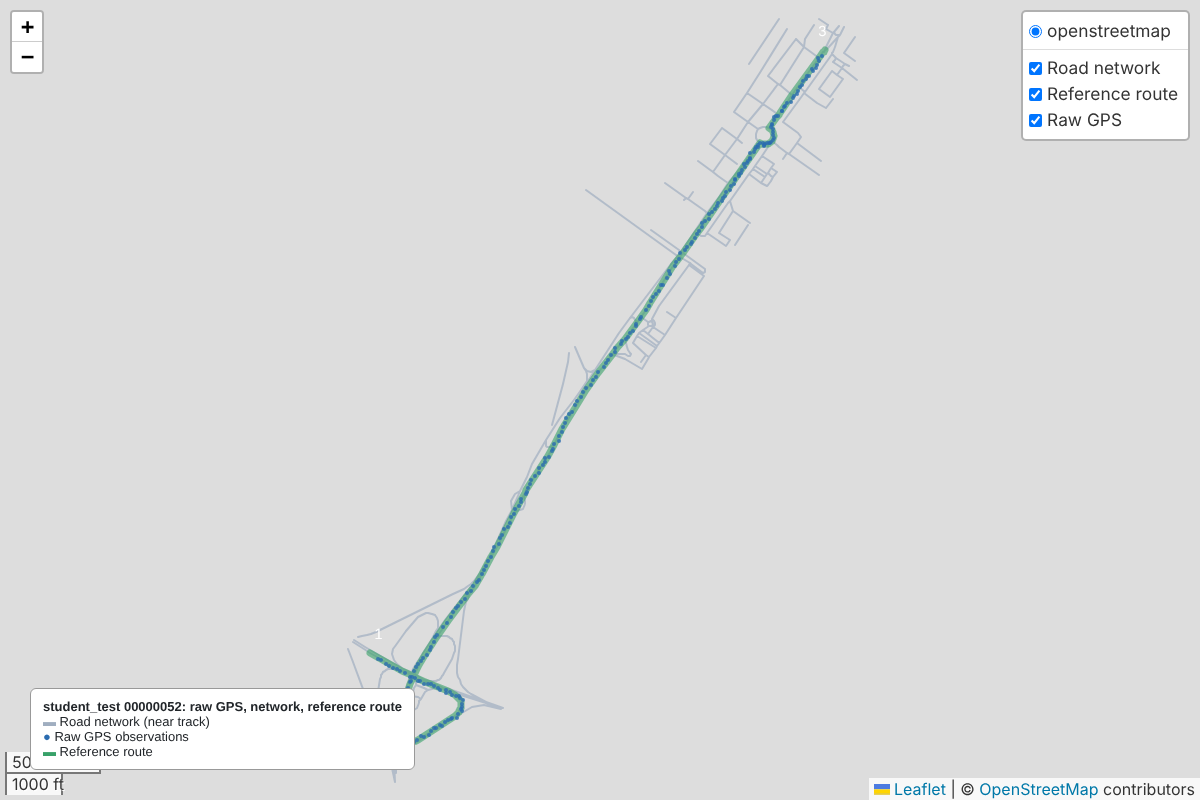 +
−
3
openstreetmap
Road network
Reference route
Raw GPS
1
student_test 00000052: raw GPS, network, reference route
Road network (near track)
Raw GPS observations
Reference route
1000 ft
Leaflet | © OpenStreetMap contributors